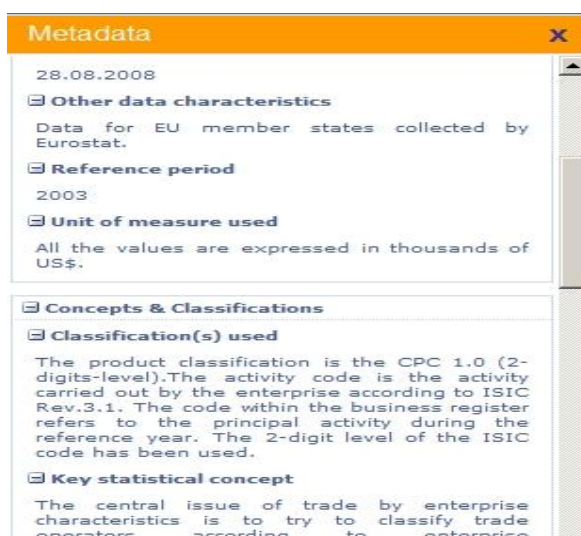 Metadata
28.08.2008
Other data characteristics
Data for EU member states collected by
Eurostat.
Reference period
2003
Unit of measure used
All the values are expressed in thousands of
US$.
Concepts & Classifications
Classification(s) used
The product classification is the CPC 1.0 (2-
digits-level).The activity code is the activity
carried out by the enterprise according to ISIC
Rev.3.1. The code within the business register
refers to the principal activity during the
reference year. The 2-digit level of the ISIC
code has been used.
Key statistical concept
The central issue of trade by enterprise
characteristics is to try to classify trade
operators according to enterprise